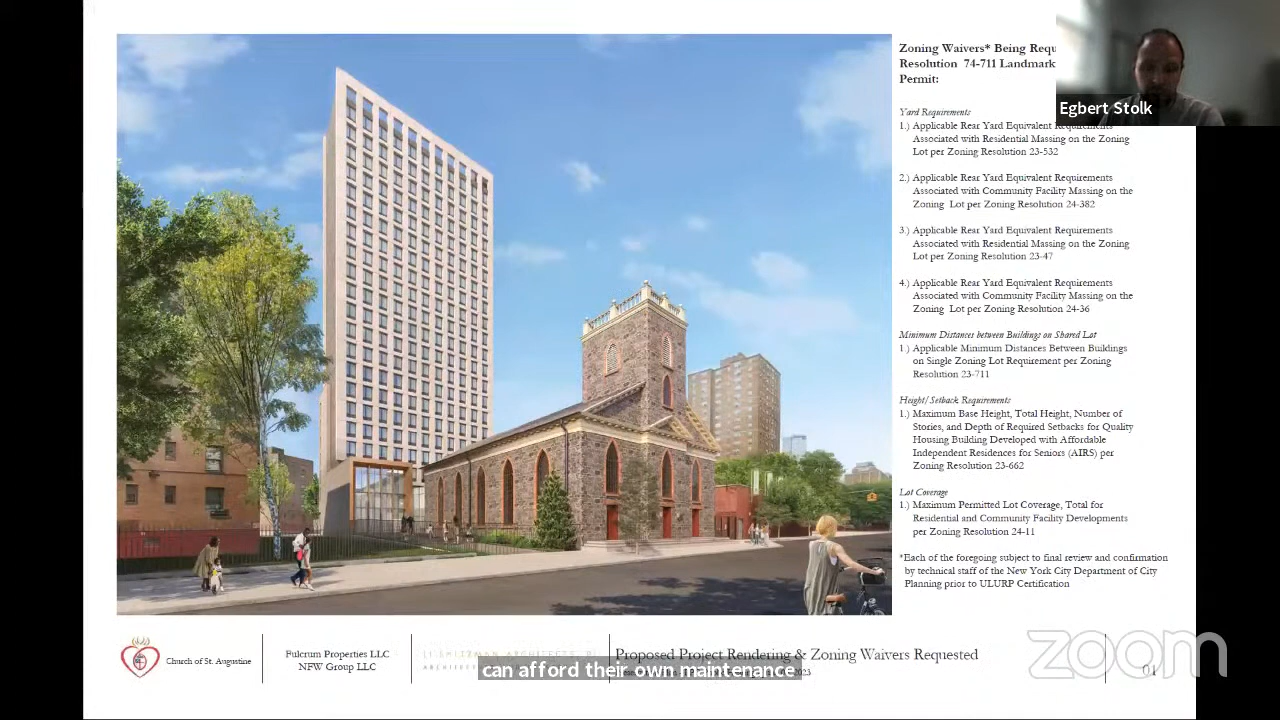 Zoning Waivers* Being Requ
Resolution 74-711 Landmark
Permit:
Egbert Stolk
Yard Requirements
1.) Applicable Rear Yard Equivalent Requirements
Associated with Residential Massing on the Zoning
Lot per Zoning Resolution 23-532
2.) Applicable Rear Yard Equivalent Requirements
Associated with Community Facility Massing on the
Zoning Lot per Zoning Resolution 24-382
3.) Applicable Rear Yard Equivalent Requirements
Associated with Residential Massing on the Zoning
Lot per Zoning Resolution 23-47
4.) Applicable Rear Yard Equivalent Requirements
Associated with Community Facility Massing on the
Zoning Lot per Zoning Resolution 24-36
Minimum Distances between Buildings on Shared Lot
1.) Applicable Minimum Distances Between Buildings
on Single Zoning Lot Requirement per Zoning
Resolution 23-711
Height/Setback Requirements
1.) Maximum Base Height, Total Height, Number of
Stories, and Depth of Required Setbacks for Quality
Housing Building Developed with Affordable
Independent Residences for Seniors (AIRS) per
Zoning Resolution 23-662
Lot Coverage
1.) Maximum Permitted Lot Coverage, Total for
Residential and Community Facility Developments
per Zoning Resolution 24-11
*Each of the foregoing subject to final review and confirmation
by technical staff of the New York City Department of City
Planning prior to ULURP Certification
Church of St. Augustine
Fulcrum Properties LLC
NFW Group LLC
Proposed Project Rendering & Zoning Waivers Requested
can afford their own maintenance
zoom
01